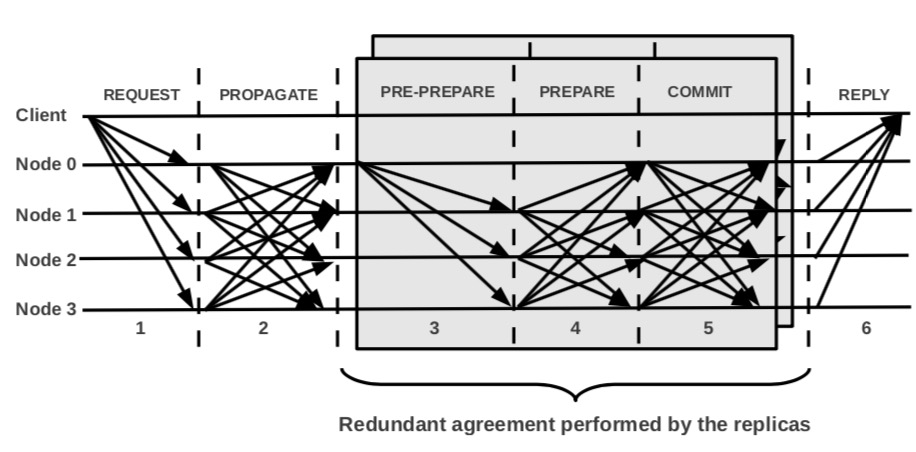 REQUEST PROPAGATE PRE-PREPARE PREPARE COMMIT REPLY
Client
Node 0
Node 1
Node 2
Node 3
1 2 3 4 5 6
Redundant agreement performed by the replicas